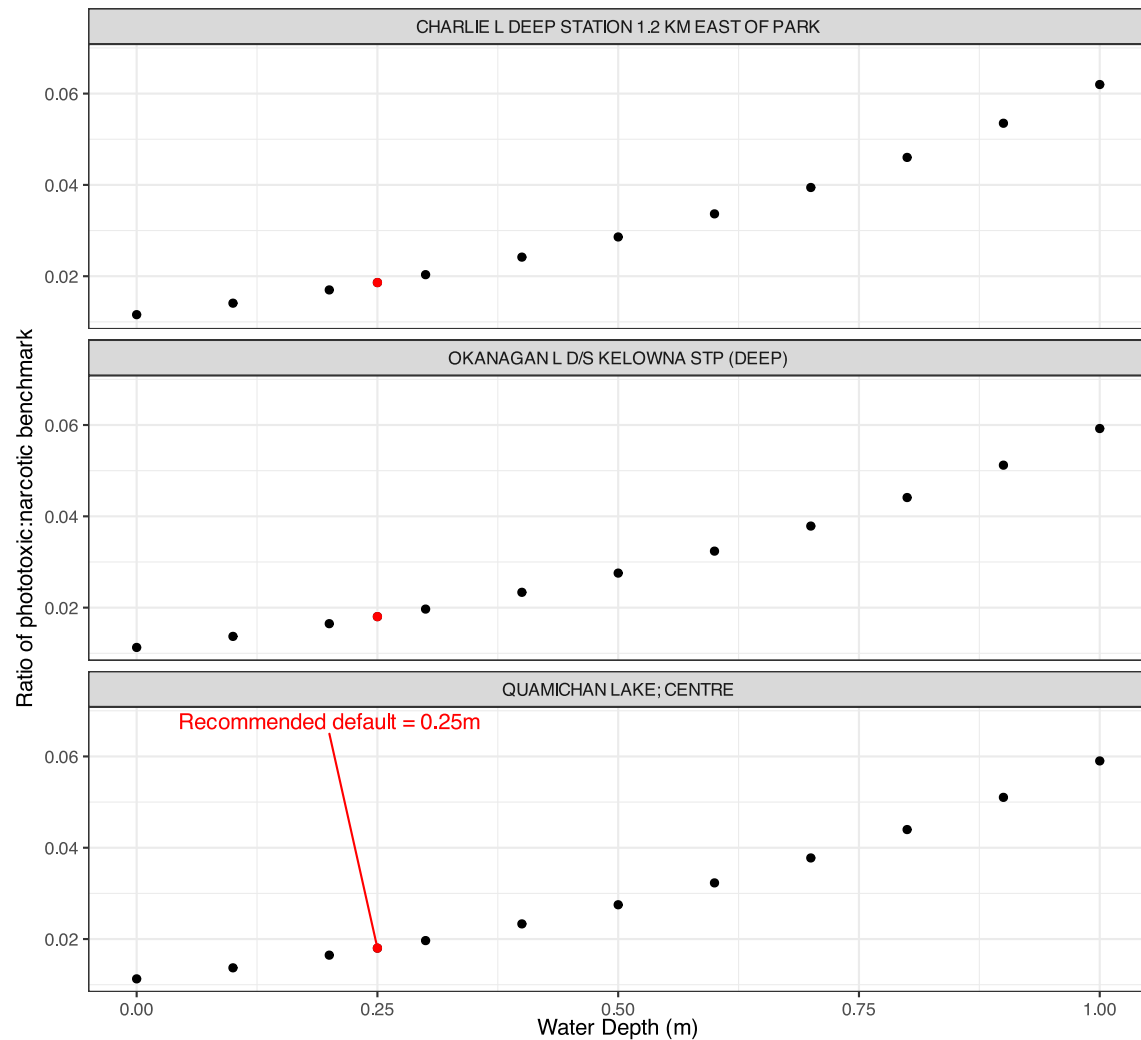 CHARLIE L DEEP STATION 1.2 KM EAST OF PARK
0.06
0.04
0.02
OKANAGAN L D/S KELOWNA STP (DEEP)
0.06
0.04
0.02
Ratio of phototoxic:narcotic benchmark
QUAMICHAN LAKE; CENTRE
Recommended default = 0.25m
0.06
0.04
0.02
0.00 0.25 0.50 0.75 1.00
Water Depth (m)